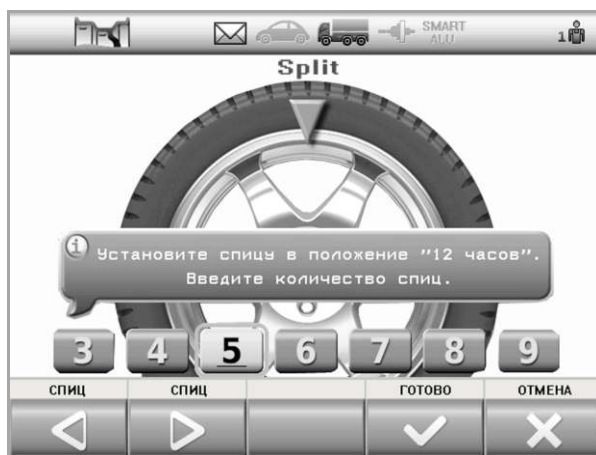 SMART
ALU
1
Split
Установите спицу в положение "12 часов".
Введите количество спиц.
3 4 5 6 7 8 9
СПИЦ СПИЦ ГОТОВО ОТМЕНА